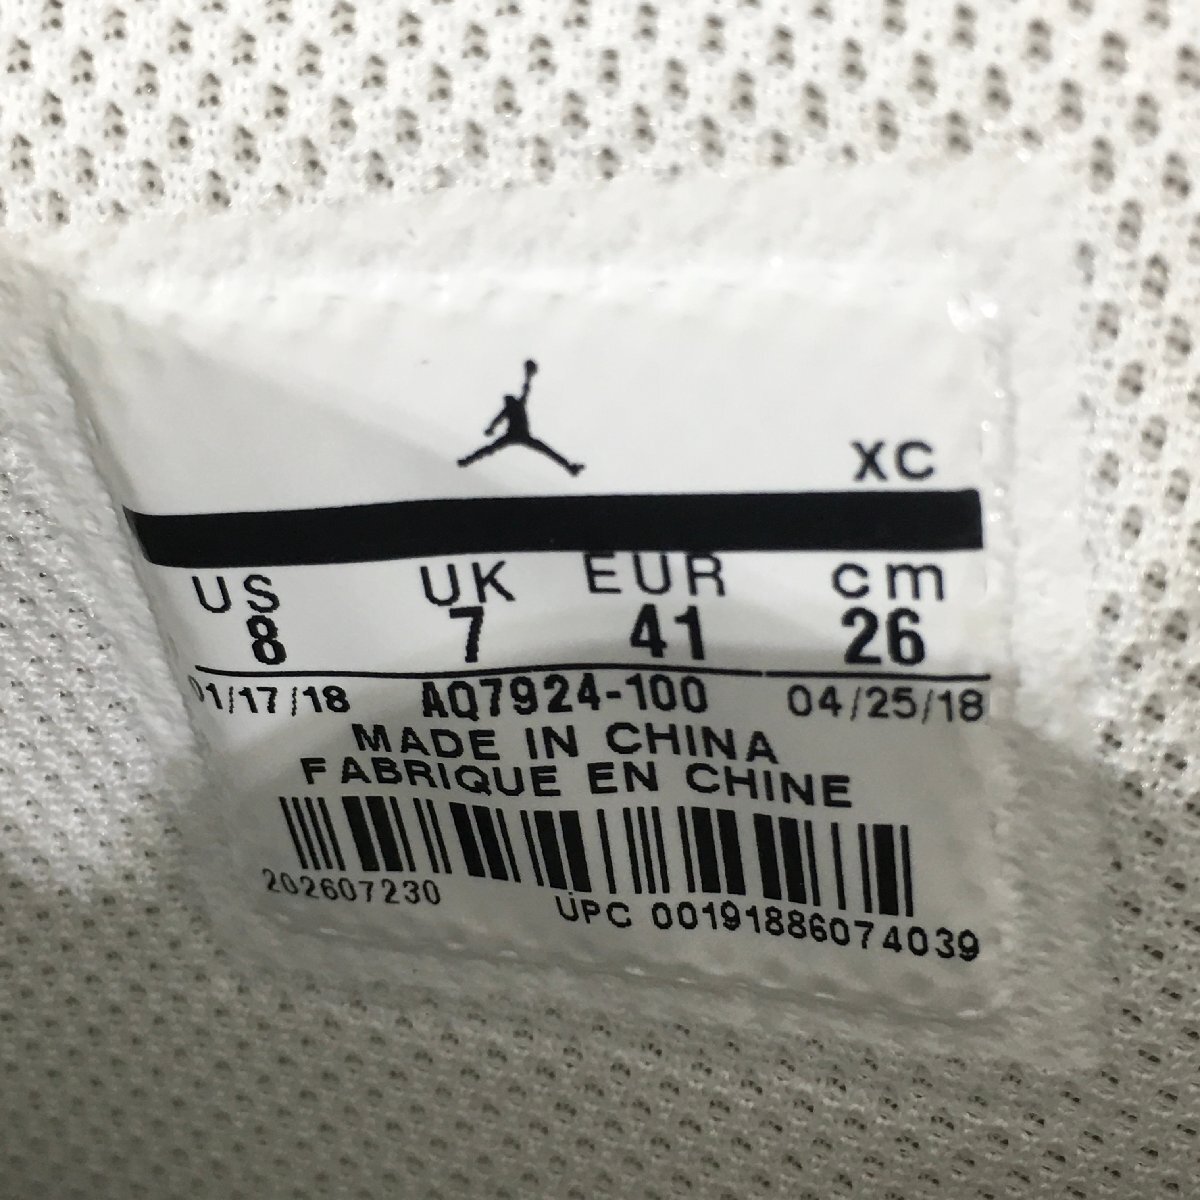 XC
US UK EUR cm
8 7 41 26
01/17/18 AQ7924-100 04/25/18
MADE IN CHINA
FABRIQUE EN CHINE
202607230
UPC 00191886074039